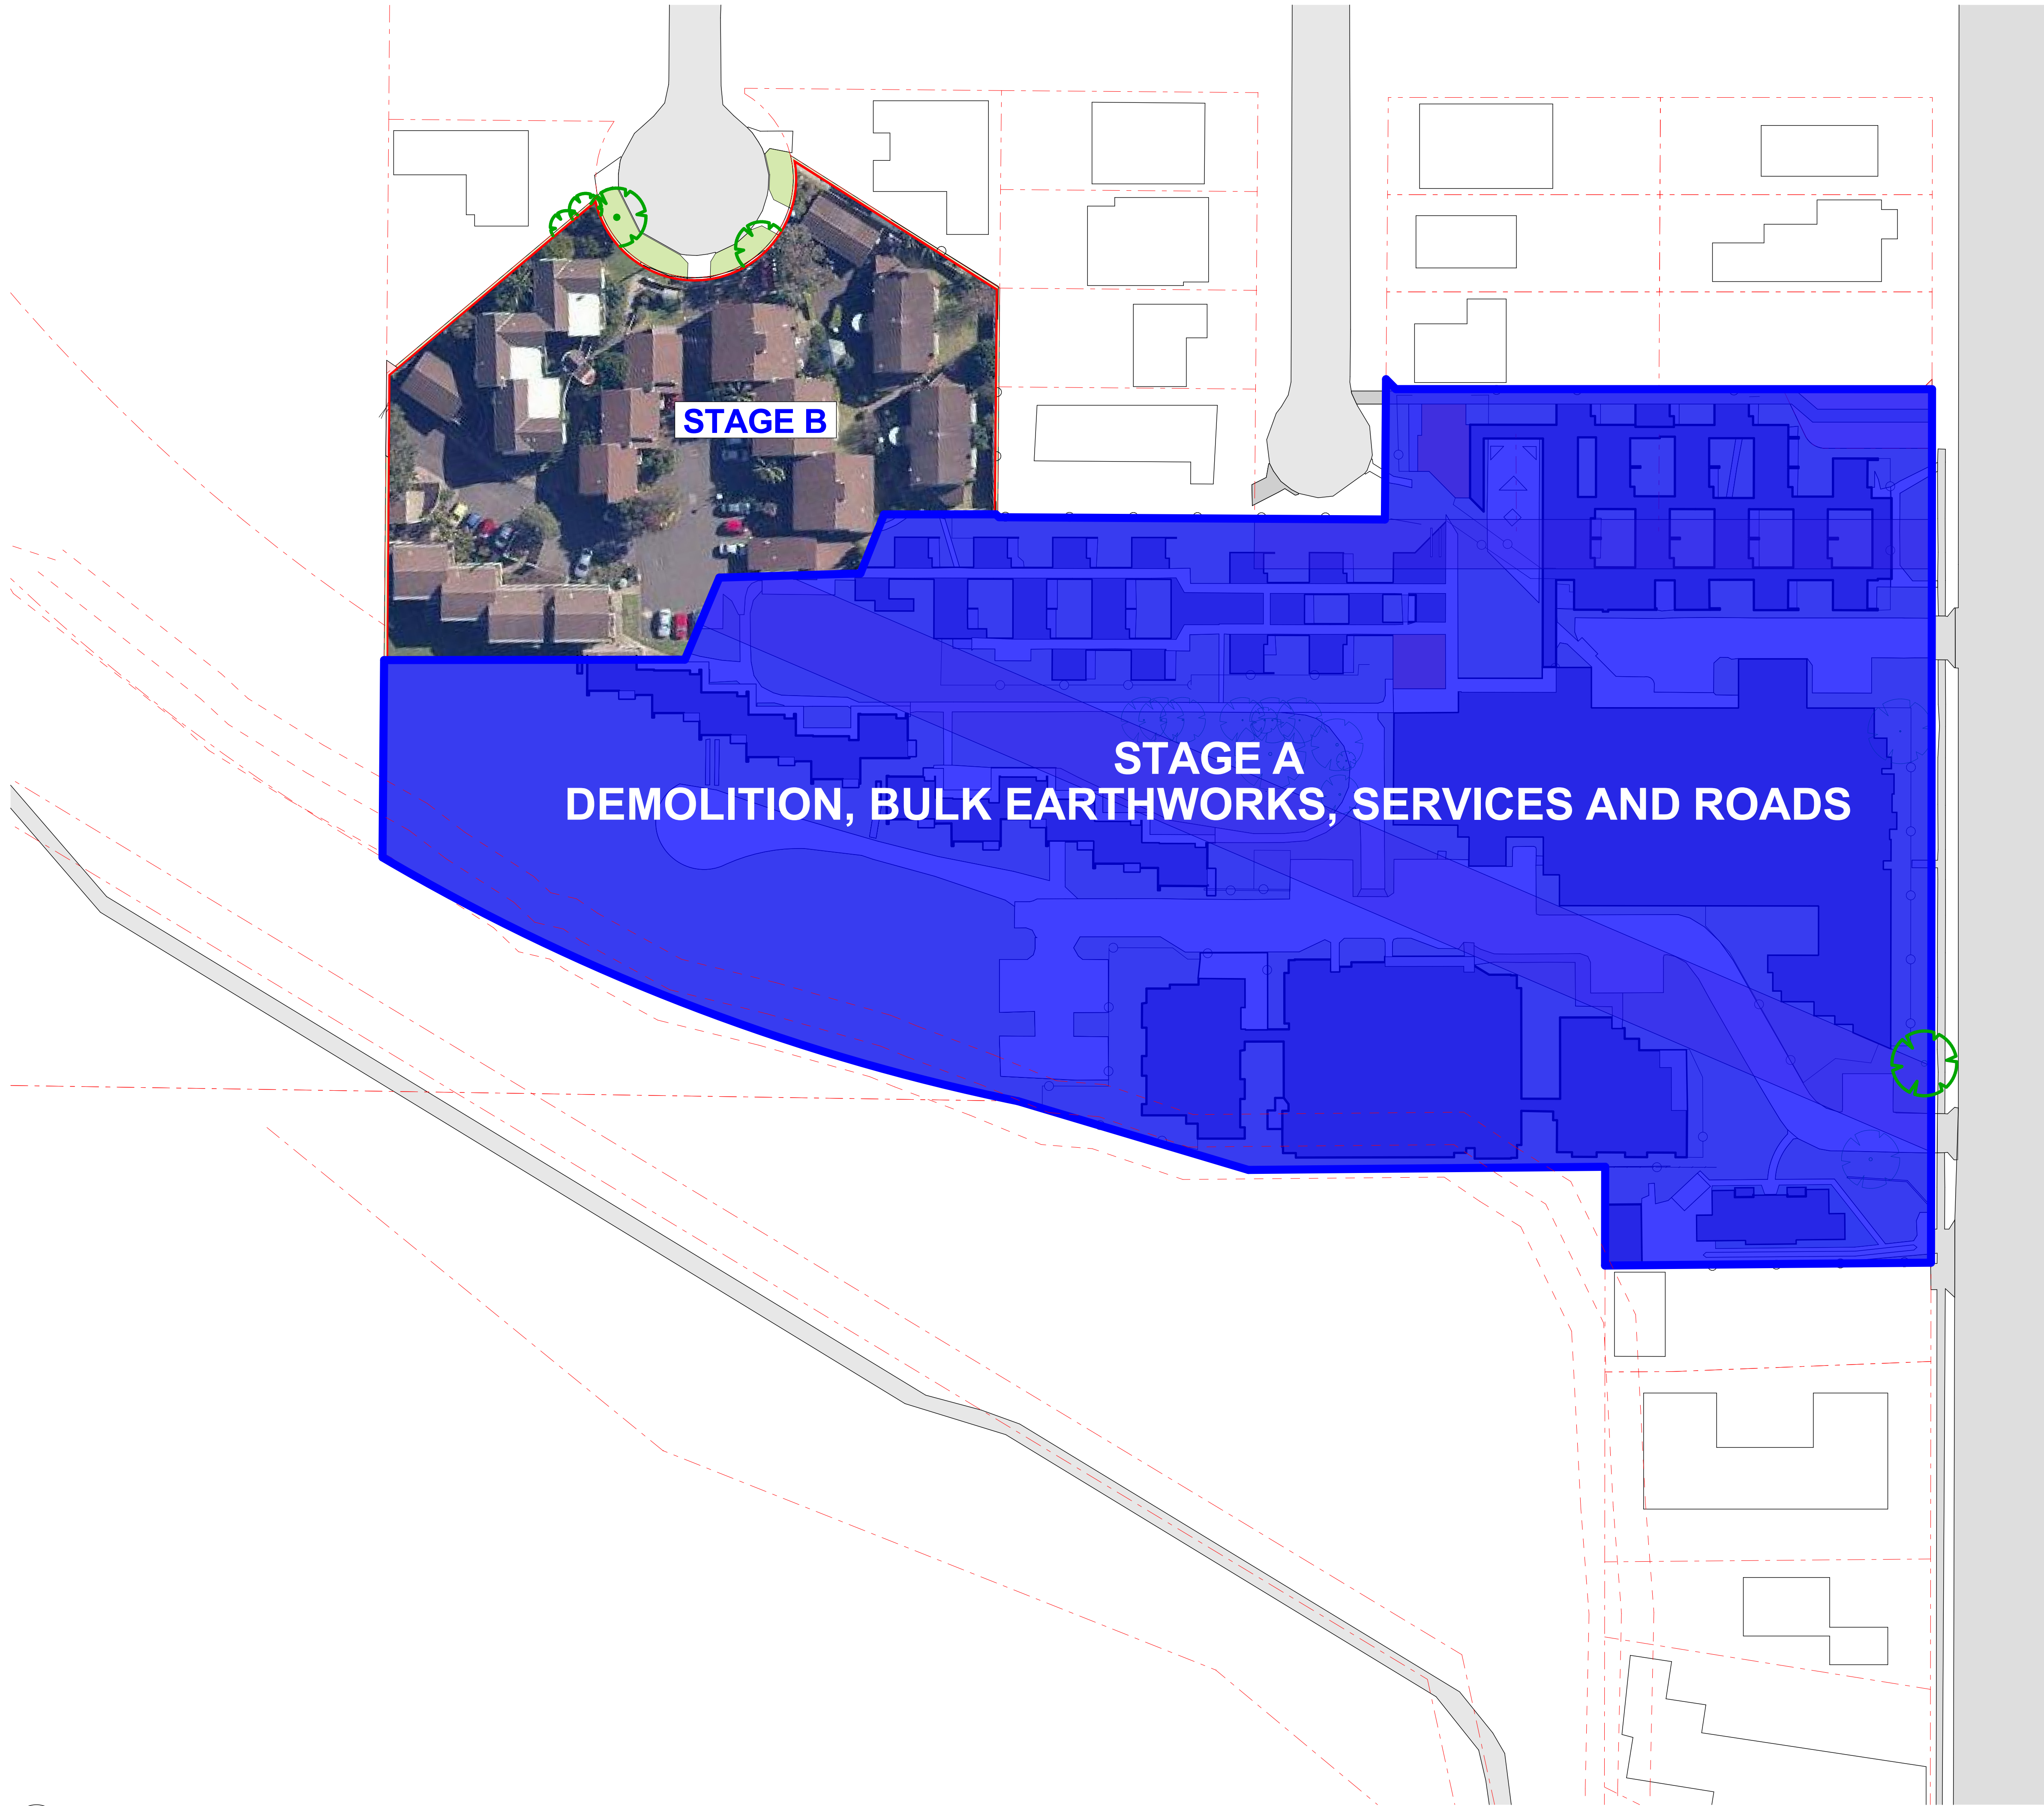 STAGE B
STAGE A
DEMOLITION, BULK EARTHWORKS, SERVICES AND ROADS